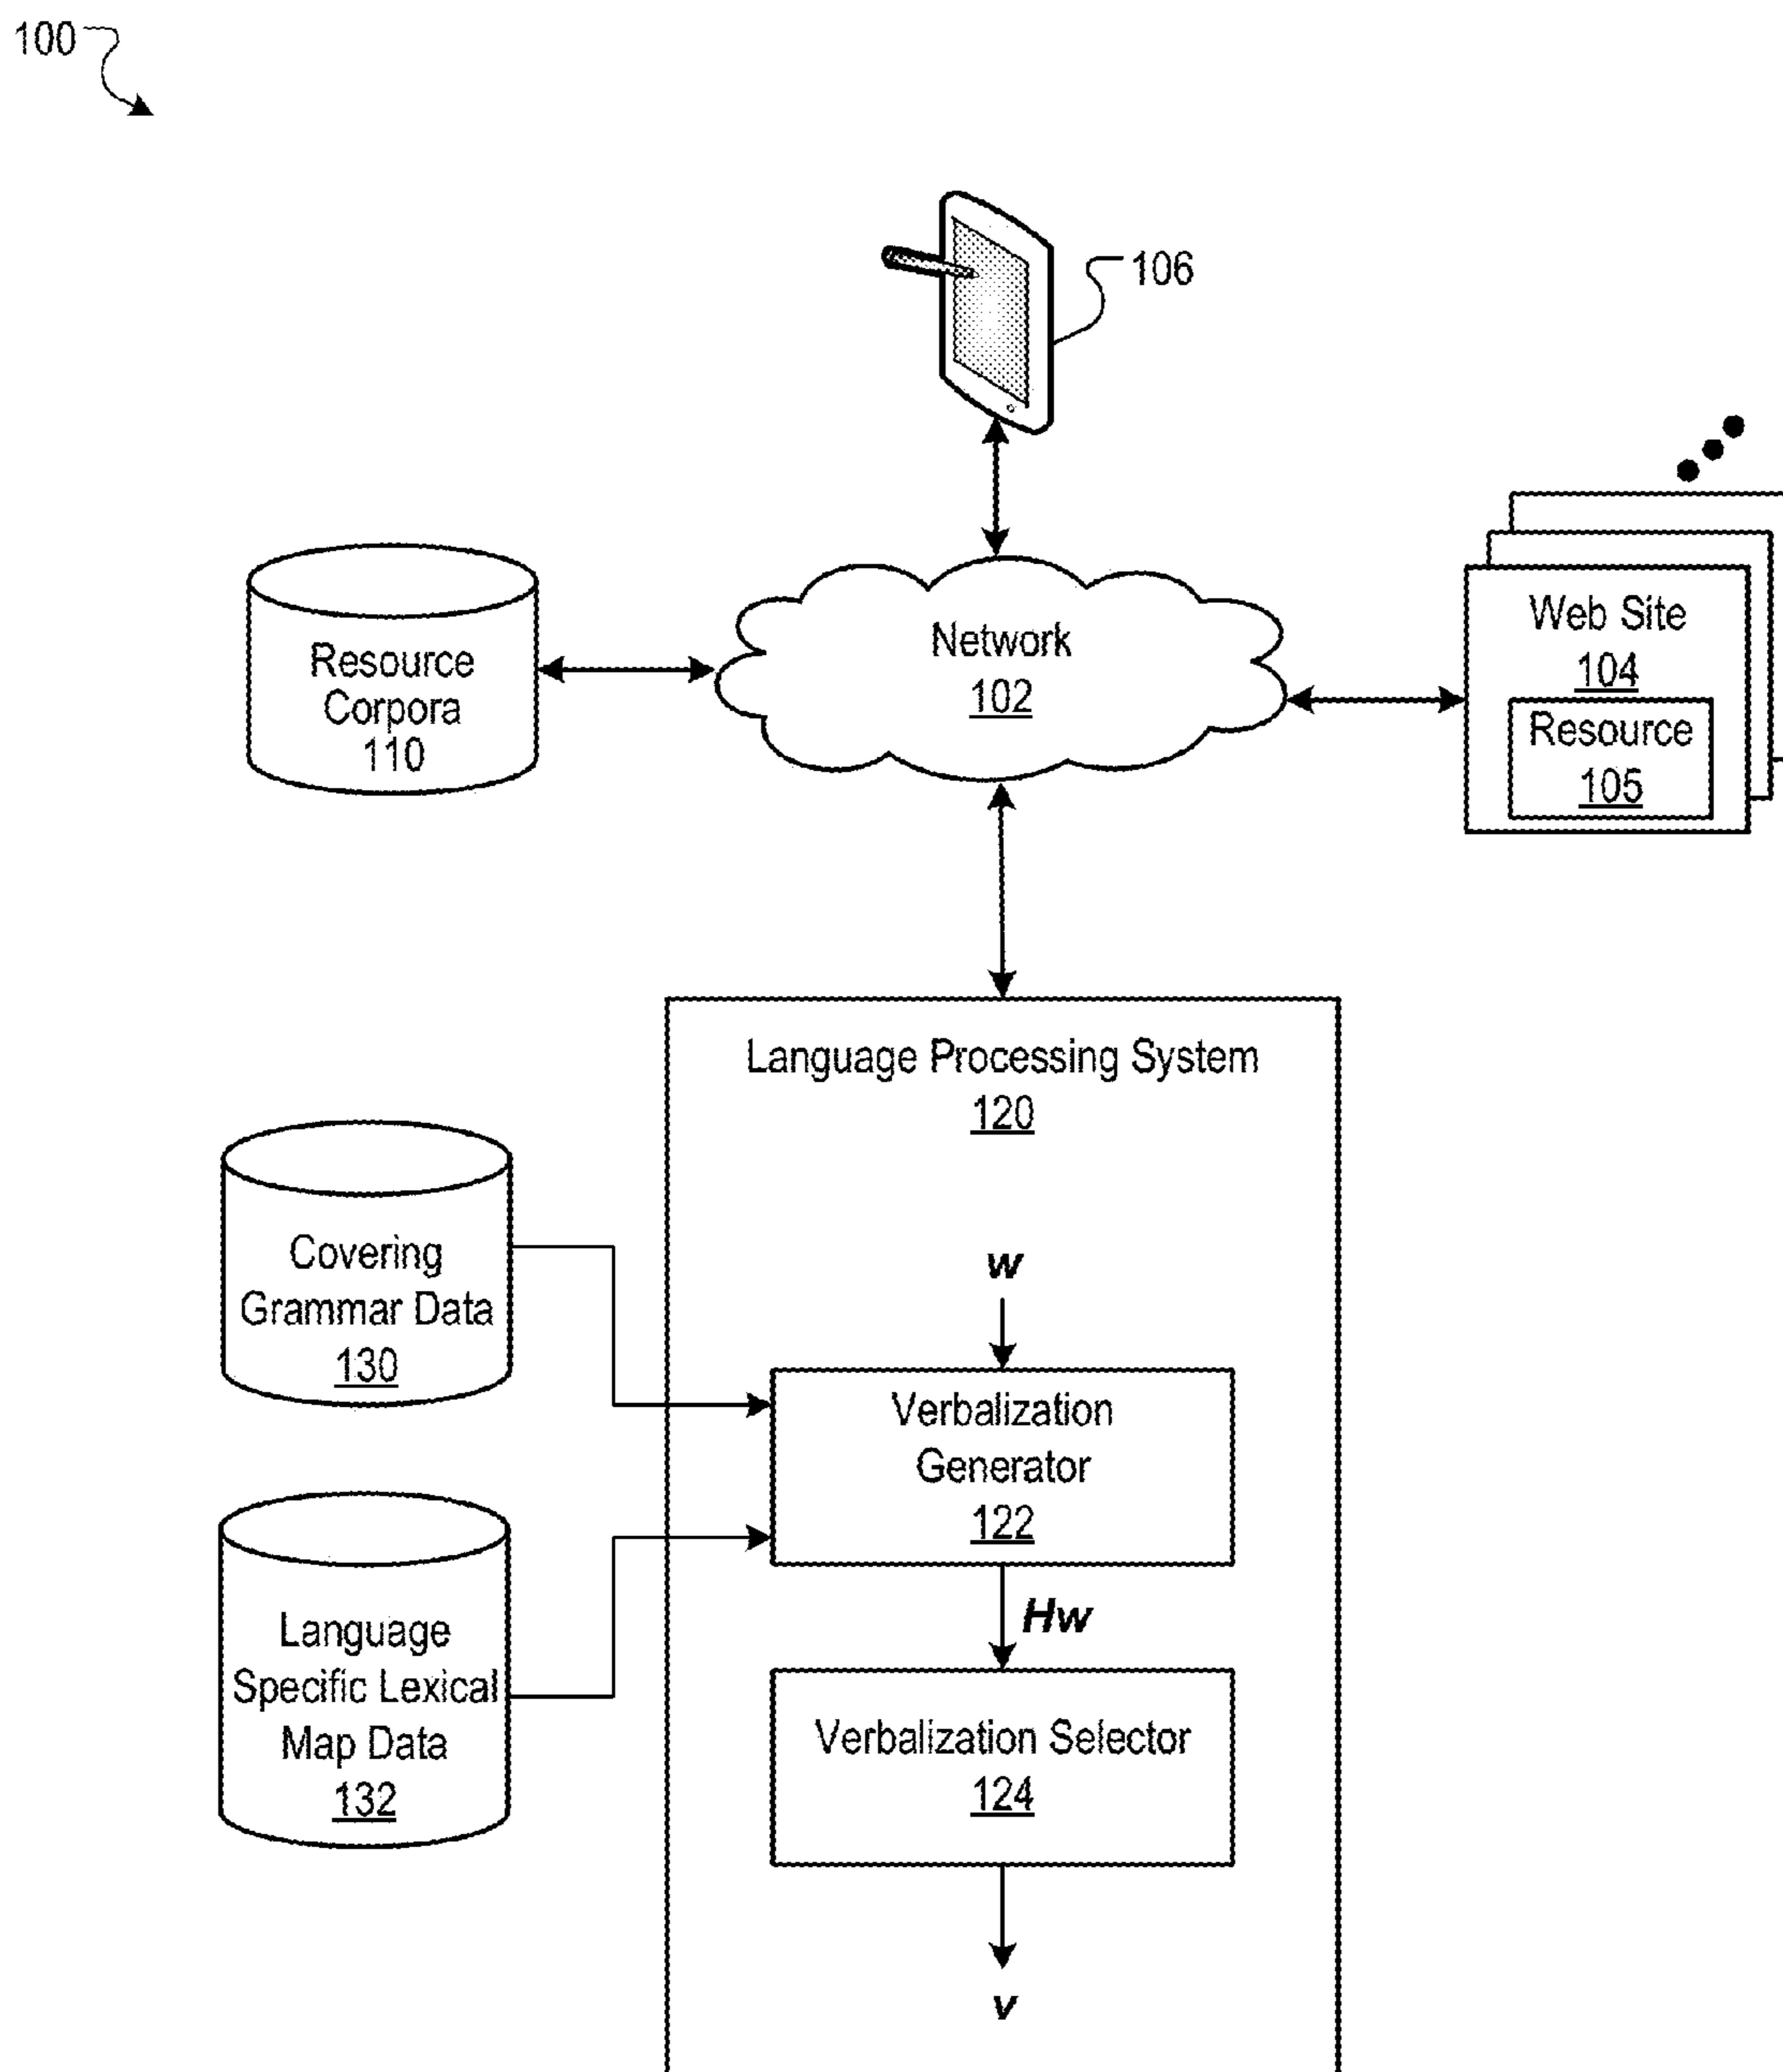 100
106
Web Site
104
Resource
105
Network
102
Resource
Corpora
110
Language Processing System
120
Covering
Grammar Data
130
w
Verbalization
Generator
122
Language
Specific Lexical
Map Data
132
Hw
Verbalization Selector
124
v